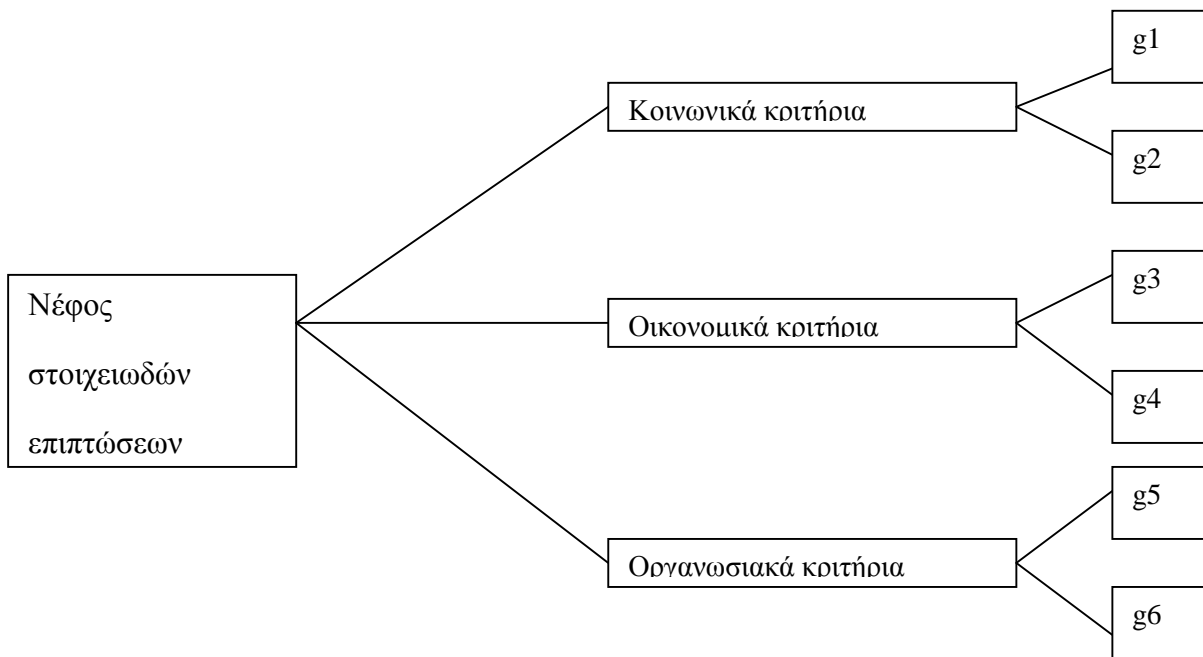 g1
Κοινωνικά κριτήρια
g2
Νέφος
στοιχειωδών
επιπτώσεων
g3
Οικονομικά κριτήρια
g4
g5
Οργανωσιακά κριτήρια
g6